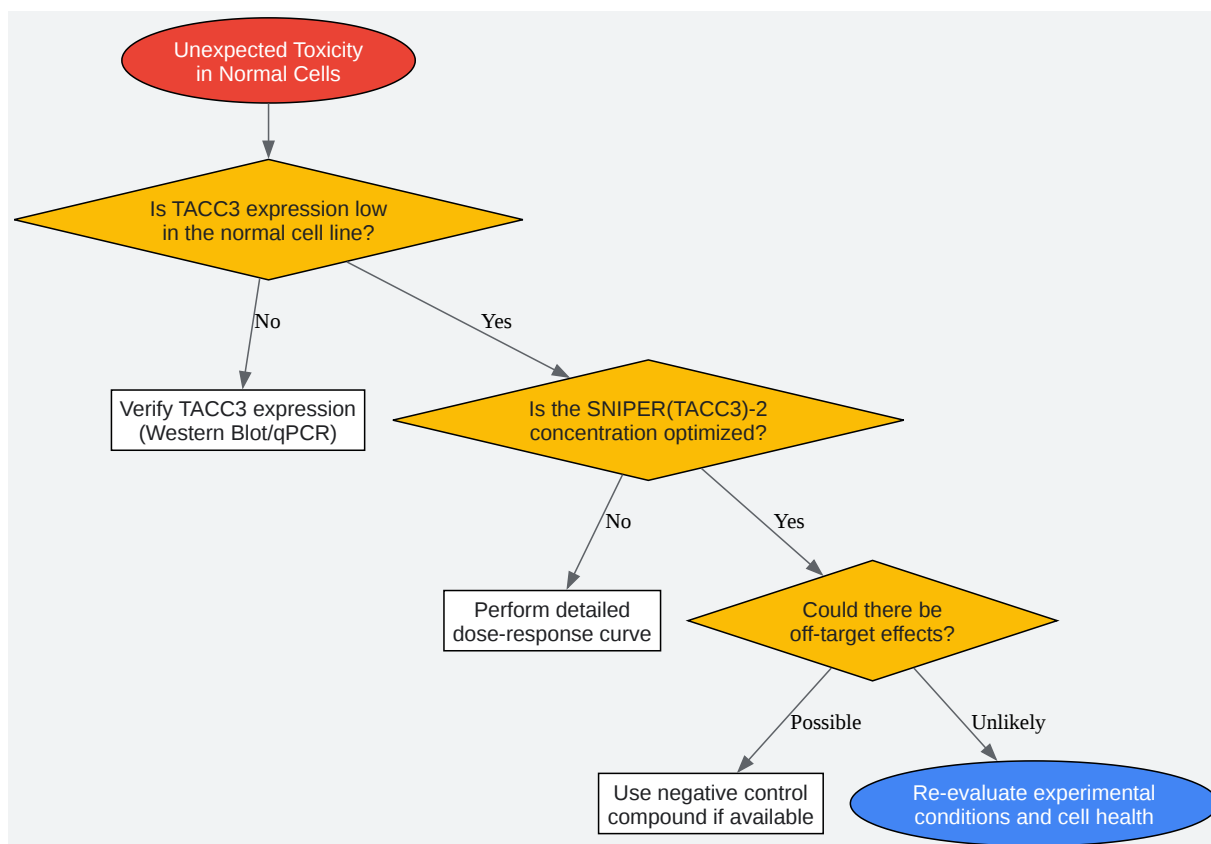 Unexpected Toxicity
in Normal Cells
Is TACC3 expression low
in the normal cell line?
No
Yes
Verify TACC3 expression
(Western Blot/qPCR)
Is the SNIPER(TACC3)-2
concentration optimized?
No
Yes
Perform detailed
dose-response curve
Could there be
off-target effects?
Possible
Unlikely
Use negative control
compound if available
Re-evaluate experimental
conditions and cell health